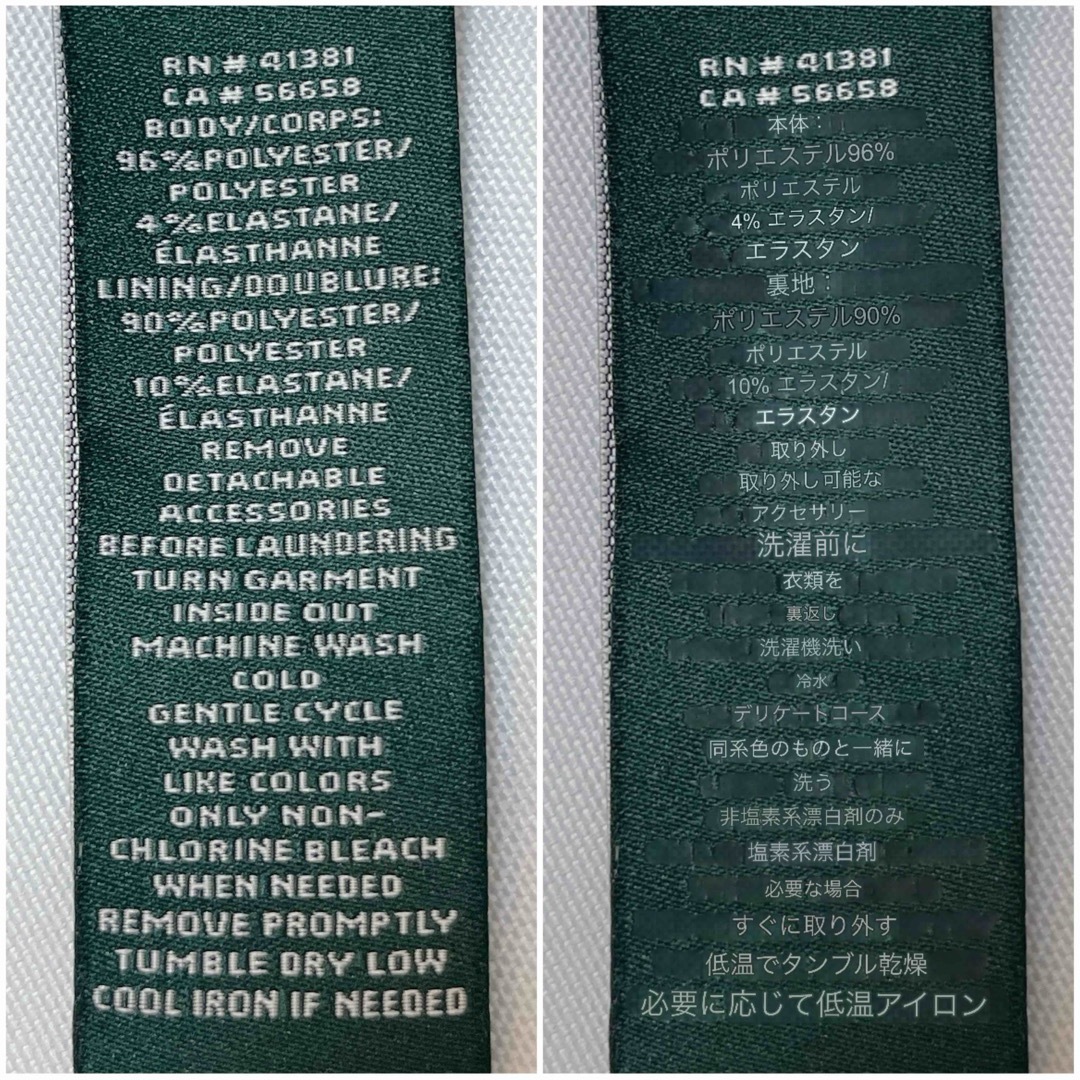 RN # 41381
CA # 56658
BODY/CORPS:
96%POLYESTER/
POLYESTER
4%ELASTANE/
ÉLASTHANNE
LINING/DOUBLURE:
90%POLYESTER/
POLYESTER
10%ELASTANE/
ÉLASTHANNE
REMOVE
DETACHABLE
ACCESSORIES
BEFORE LAUNDERING
TURN GARMENT
INSIDE OUT
MACHINE WASH
COLD
GENTLE CYCLE
WASH WITH
LIKE COLORS
ONLY NON-
CHLORINE BLEACH
WHEN NEEDED
REMOVE PROMPTLY
TUMBLE DRY LOW
COOL IRON IF NEEDED
RN # 41381
CA # 56658
本体：
ポリエステル96%
ポリエステル
4% エラスタン/
エラスタン
裏地：
ポリエステル90%
ポリエステル
10% エラスタン/
エラスタン
取り外し
取り外し可能な
アクセサリー
洗濯前に
衣類を
裏返し
洗濯機洗い
冷水
デリケートコース
同系色のものと一緒に
洗う
非塩素系漂白剤のみ
塩素系漂白剤
必要な場合
すぐに取り外す
低温でタンブル乾燥
必要に応じて低温アイロン